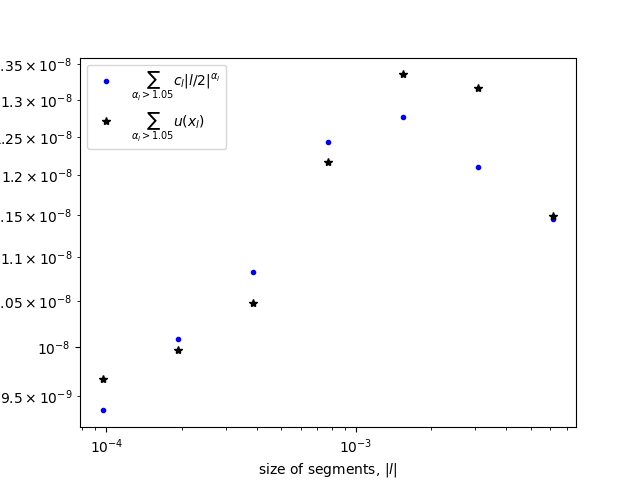 .35 × 10⁻⁸
1.3 × 10⁻⁸
1.25 × 10⁻⁸
1.2 × 10⁻⁸
1.15 × 10⁻⁸
1.1 × 10⁻⁸
.05 × 10⁻⁸
10⁻⁸
9.5 × 10⁻⁹
∑_{α_l > 1.05} c_l|l/2|^{α_l}
∑_{α_l > 1.05} u(x_l)
10⁻⁴
10⁻³
size of segments, |l|